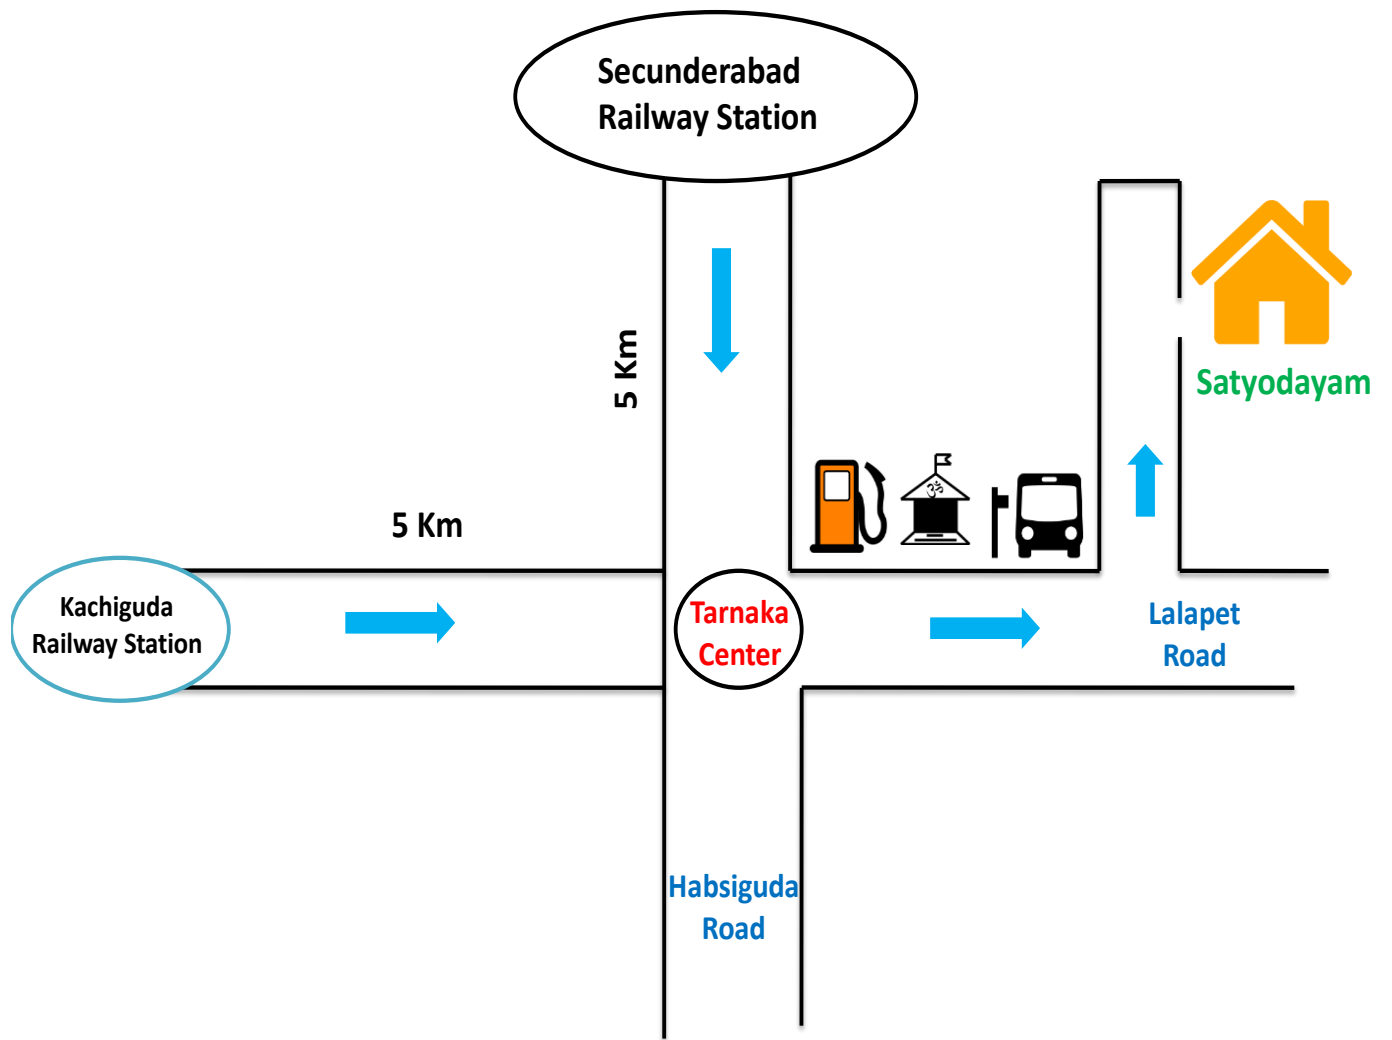 Secunderabad
Railway Station
5 Km
5 Km
Kachiguda
Railway Station
Tarnaka
Center
ॐ
Satyodayam
Lalapet
Road
Habsiguda
Road